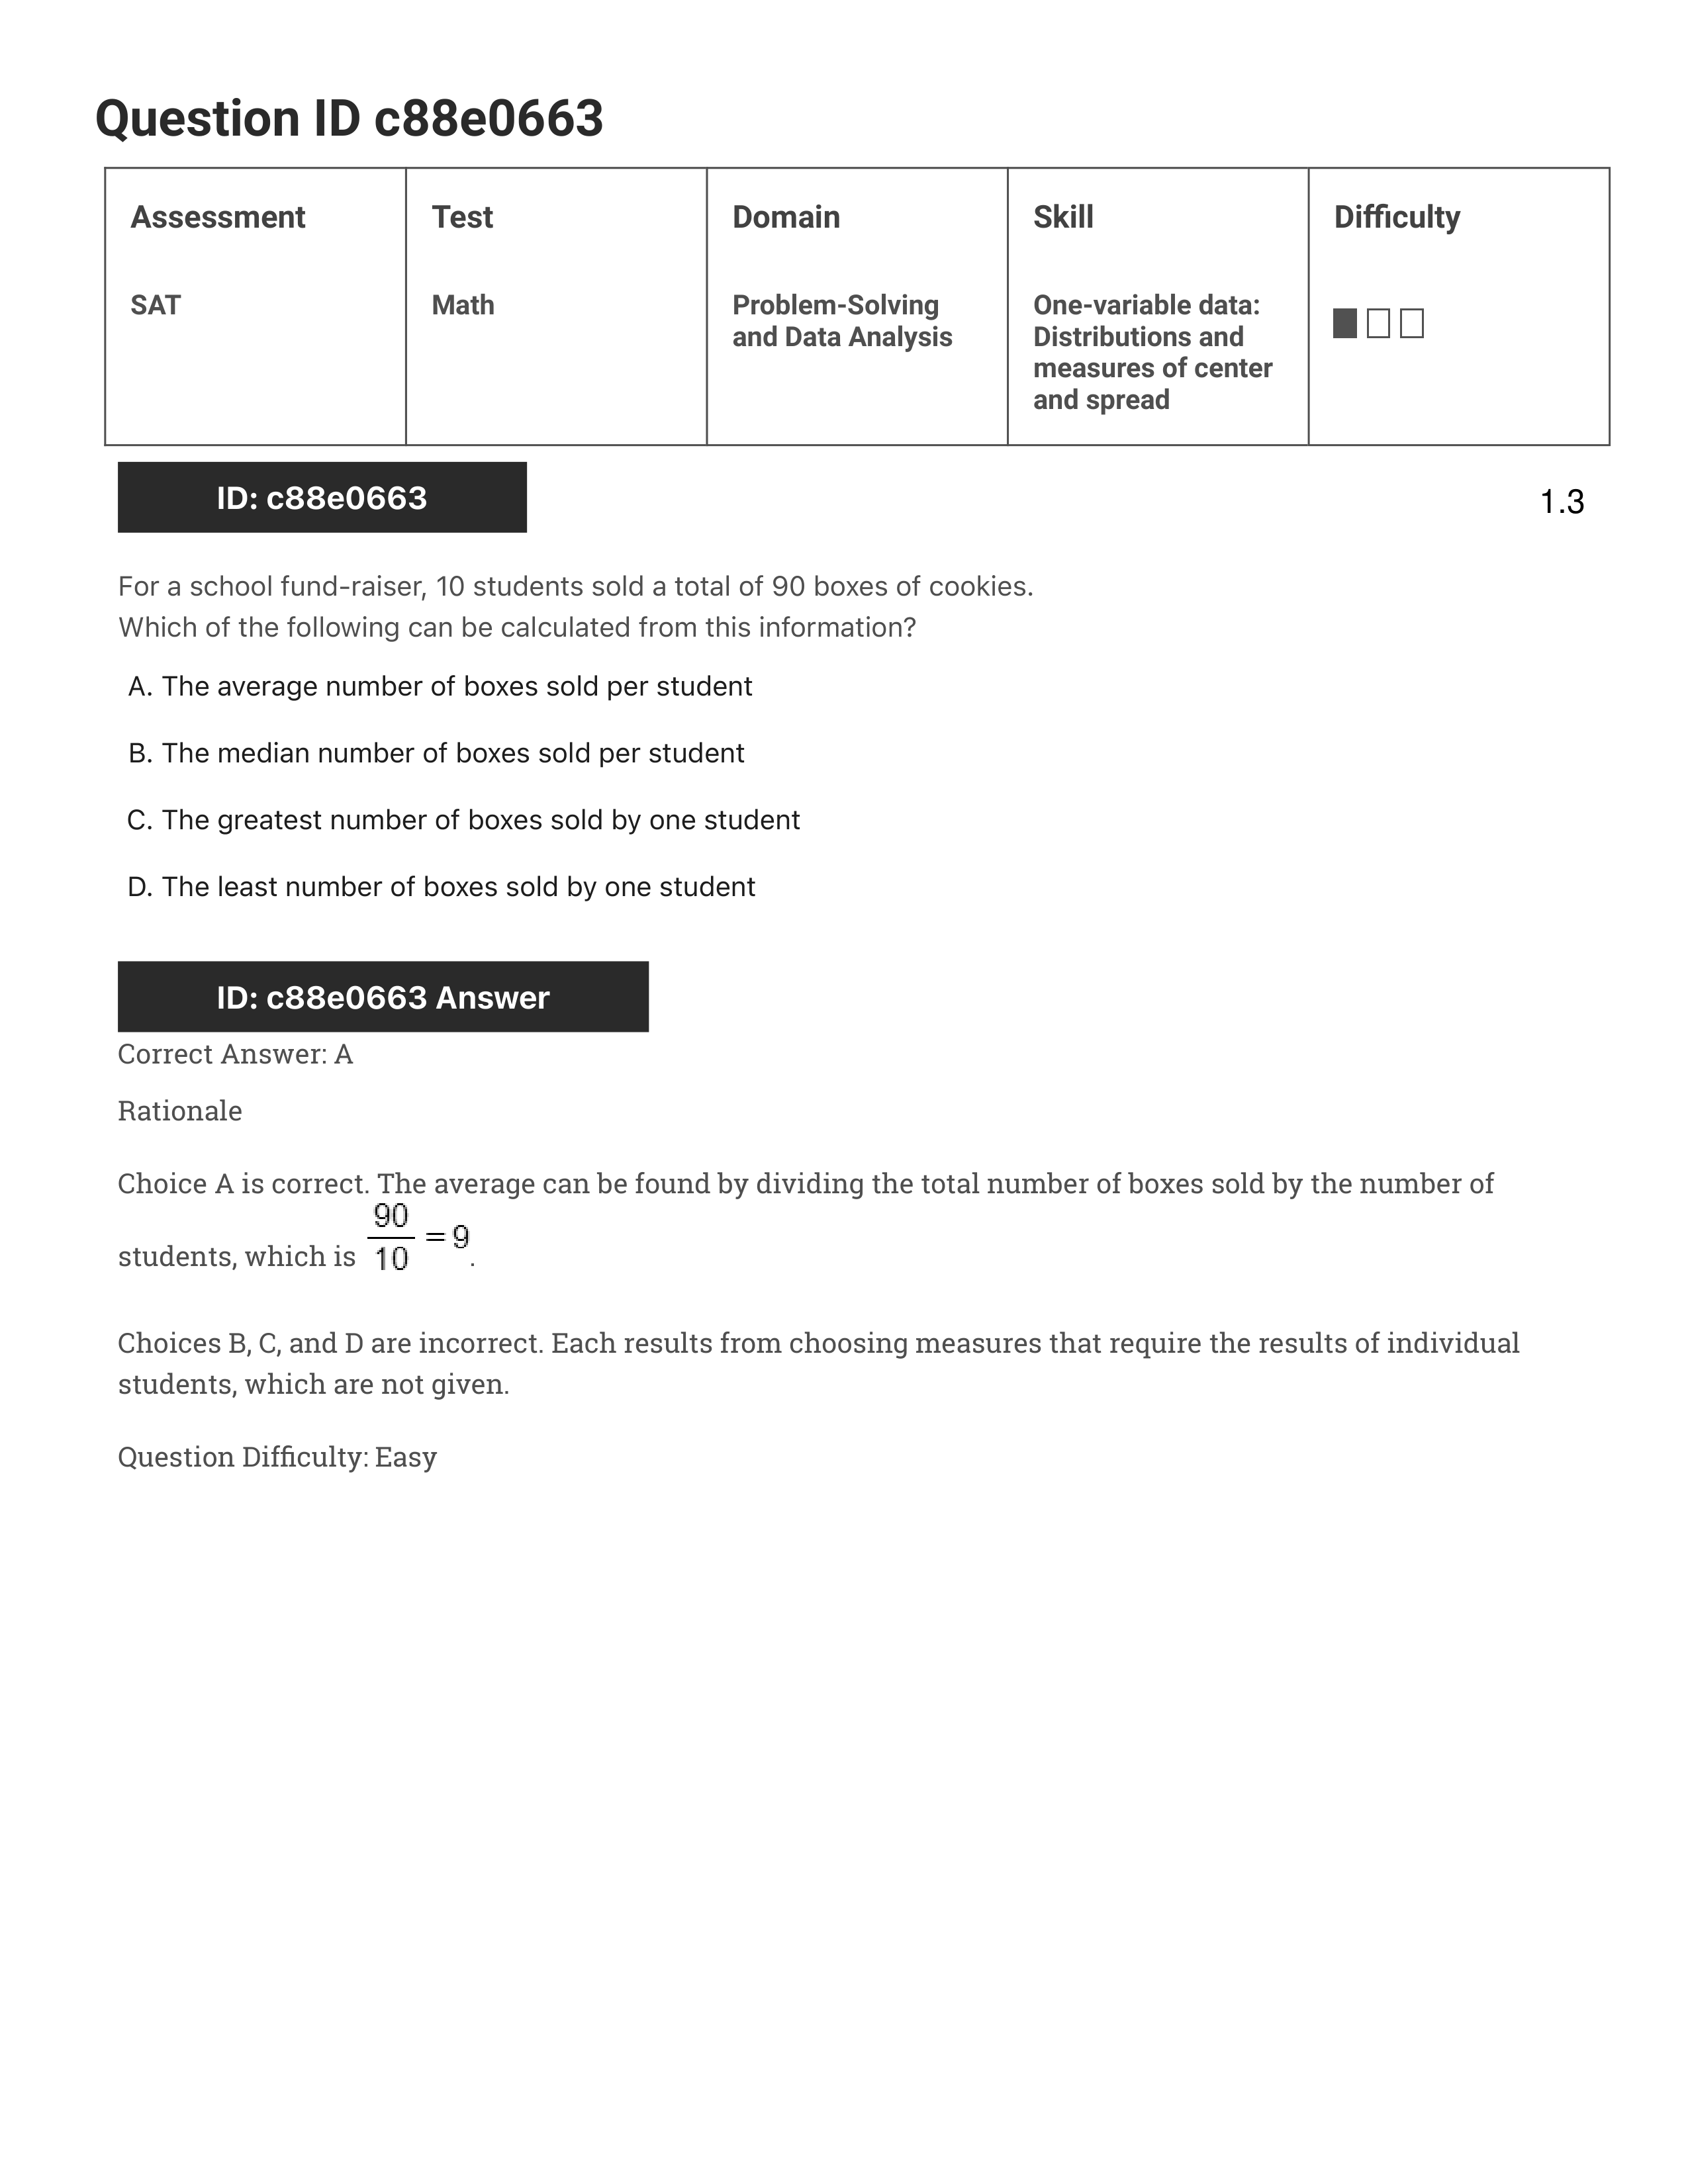 Question ID c88e0663
Assessment
Test
Domain
Skill
Difficulty
SAT
Math
Problem-Solving
and Data Analysis
One-variable data:
Distributions and
measures of center
and spread
ID: c88e0663
1.3
For a school fund-raiser, 10 students sold a total of 90 boxes of cookies.
Which of the following can be calculated from this information?
A. The average number of boxes sold per student
B. The median number of boxes sold per student
C. The greatest number of boxes sold by one student
D. The least number of boxes sold by one student
ID: c88e0663 Answer
Correct Answer: A
Rationale
Choice A is correct. The average can be found by dividing the total number of boxes sold by the number of
students, which is 90/10 = 9.
Choices B, C, and D are incorrect. Each results from choosing measures that require the results of individual
students, which are not given.
Question Difficulty: Easy